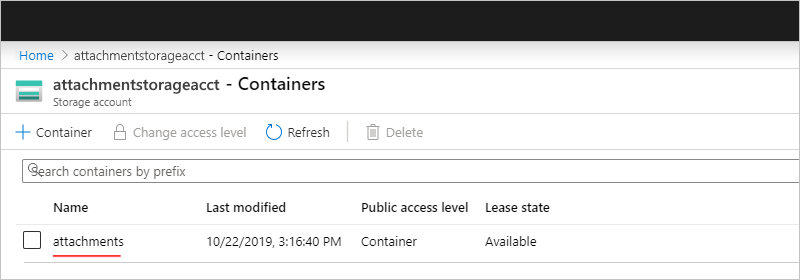 Home > attachmentstorageacct - Containers
attachmentstorageacct - Containers
Storage account
+ Container Change access level Refresh Delete
Search containers by prefix
Name Last modified Public access level Lease state
attachments 10/22/2019, 3:16:40 PM Container Available